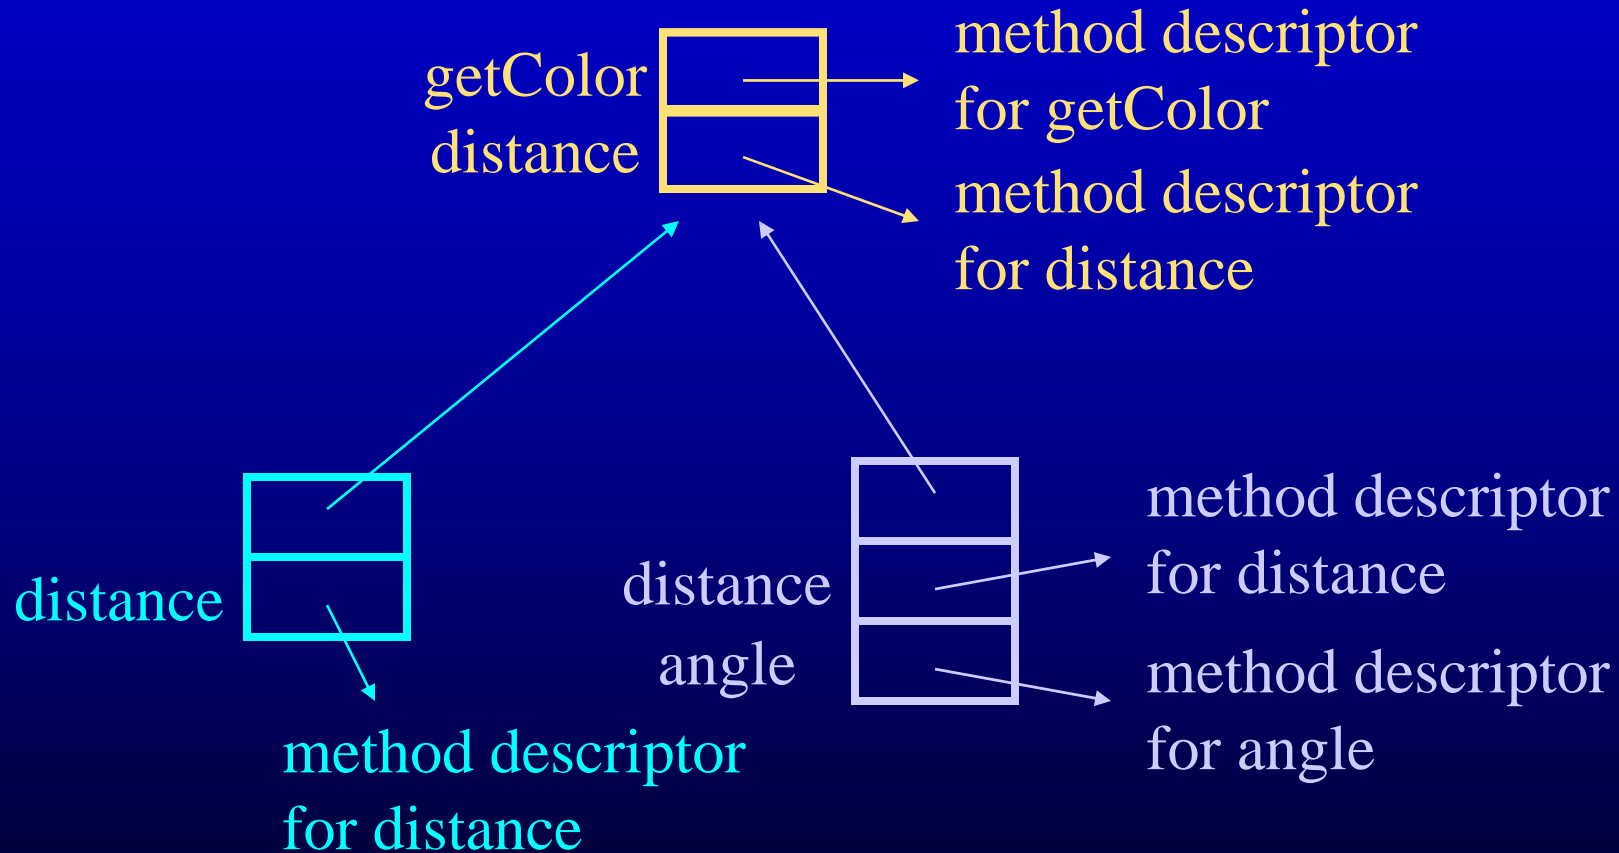 getColor
distance
method descriptor
for getColor
method descriptor
for distance
distance
method descriptor
for distance
distance
angle
method descriptor
for distance
method descriptor
for angle